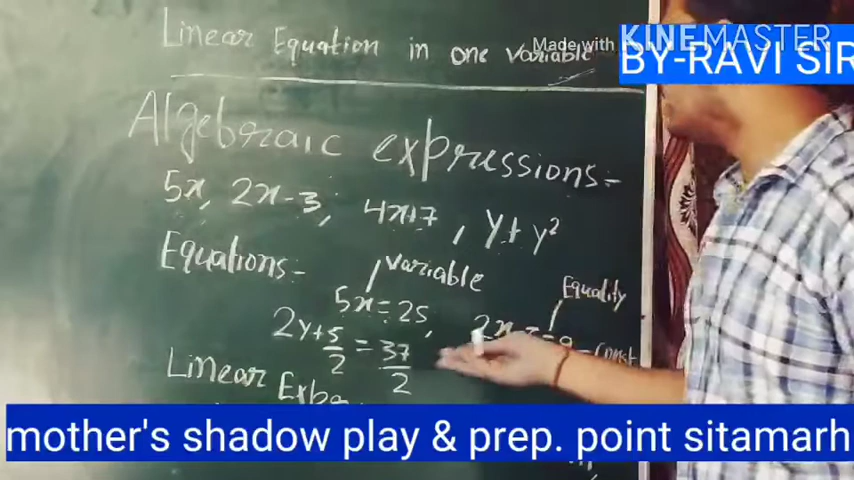 Linear Equation in one variable
Made with
KINEMASTER
BY-RAVI SIR
Algebraic expressions:-
5x, 2x-3, 4x+7, y+y²
Equations:-
Variable
Equality
5x=25,
2y+5/2 = 37/2
Const
Linear
mother's shadow play & prep. point sitamarh